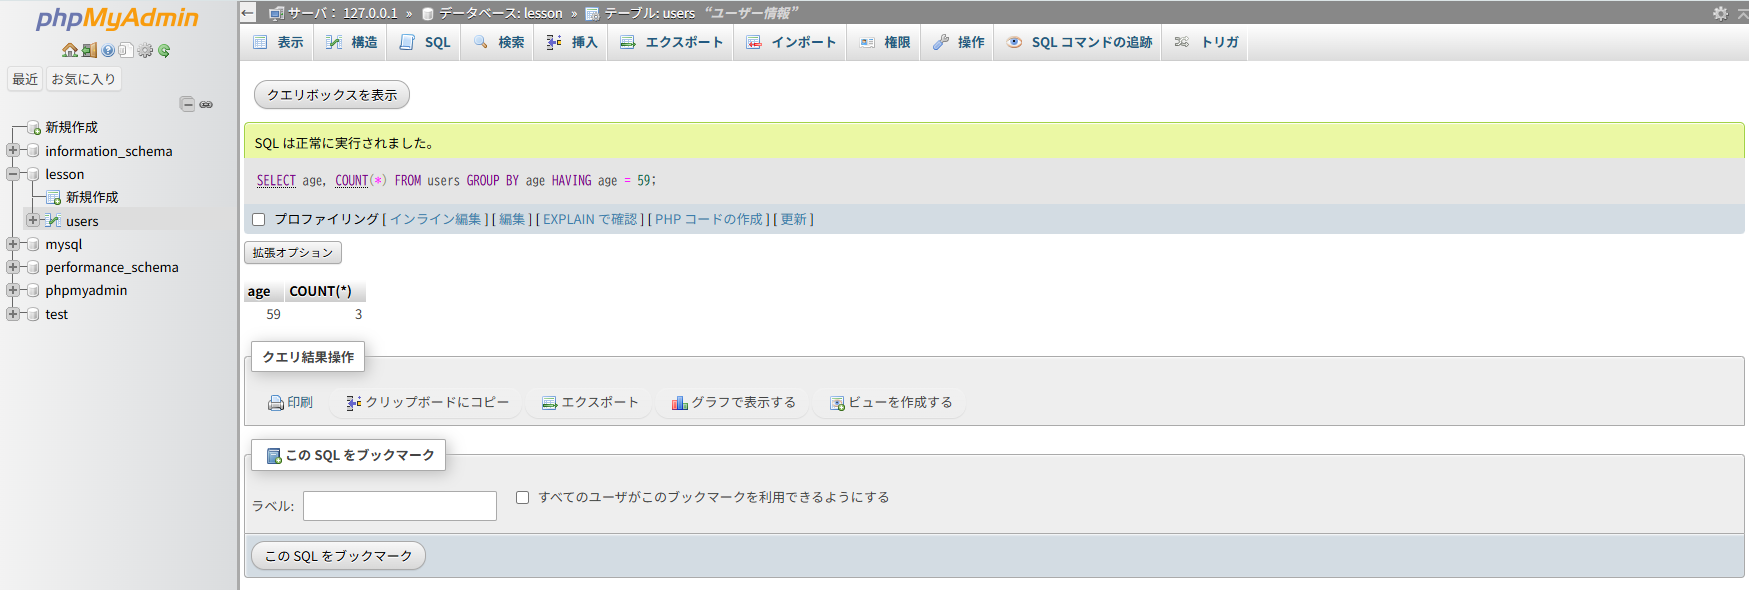 phpMyAdmin
最近 お気に入り
新規作成
information_schema
lesson
新規作成
users
mysql
performance_schema
phpmyadmin
test
サーバ: 127.0.0.1 » データベース: lesson » テーブル: users “ユーザー情報”
表示 構造 SQL 検索 挿入 エクスポート インポート 権限 操作 SQL コマンドの追跡 トリガ
クエリボックスを表示
SQL は正常に実行されました。
SELECT age, COUNT(*) FROM users GROUP BY age HAVING age = 59;
プロファイリング [ インライン編集 ] [ 編集 ] [ EXPLAIN で確認 ] [ PHP コードの作成 ] [ 更新 ]
拡張オプション
age COUNT(*)
59 3
クエリ結果操作
印刷 クリップボードにコピー エクスポート グラフで表示する ビューを作成する
この SQL をブックマーク
ラベル: すべてのユーザがこのブックマークを利用できるようにする
この SQL をブックマーク